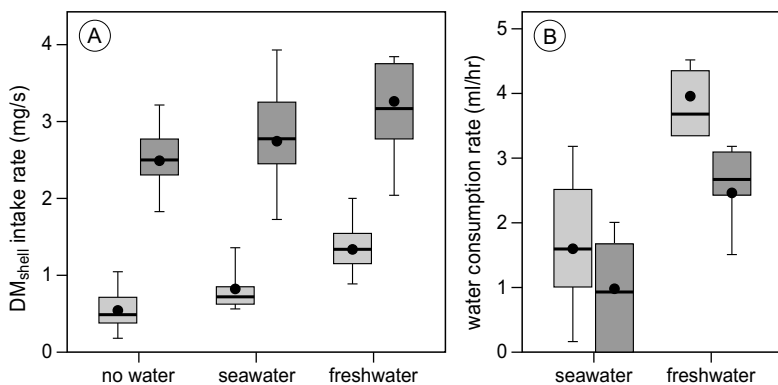 A
DM_shell intake rate (mg/s)
4
3
2
1
0
no water
seawater
freshwater
B
water consumption rate (ml/hr)
5
4
3
2
1
0
seawater
freshwater